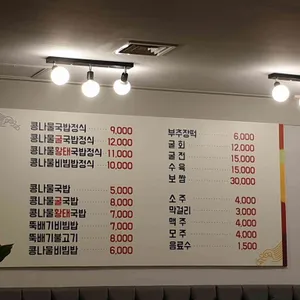 콩나물국밥정식 9,000
콩나물굴국밥정식 12,000
콩나물황태국밥정식 11,000
콩나물비빔밥정식 10,000
콩나물국밥 5,000
콩나물굴국밥 8,000
콩나물황태국밥 7,000
뚝배기비빔밥 7,000
뚝배기불고기 8,000
콩나물비빔밥 6,000
부추장떡 6,000
굴회 12,000
굴전 15,000
수육 15,000
보쌈 30,000
소주 4,000
막걸리 3,000
맥주 4,000
모주 4,000
음료수 1,500